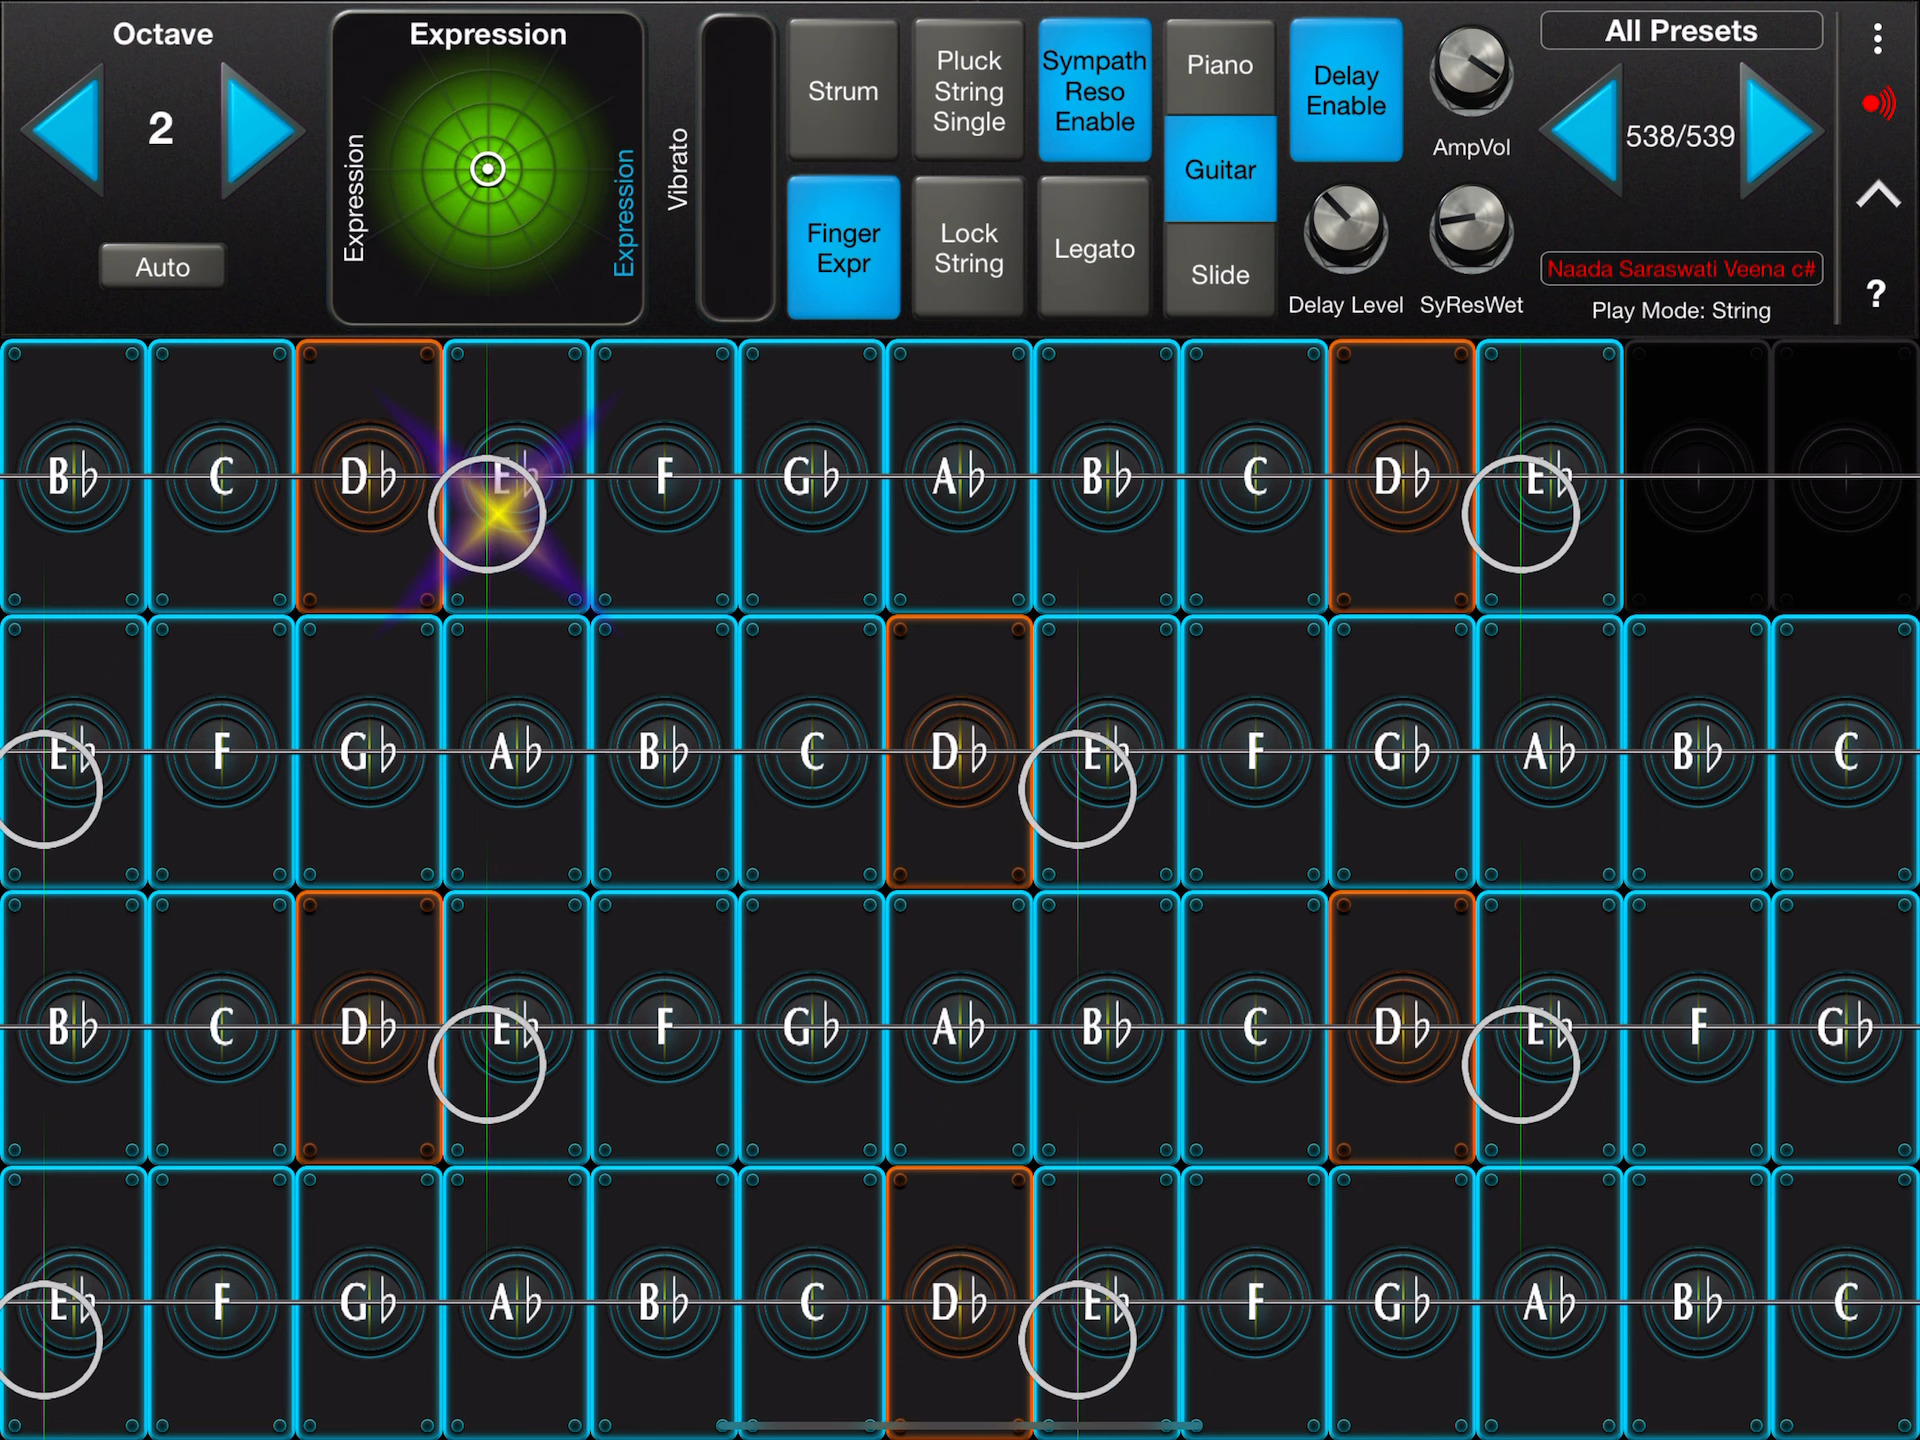 Octave
2
Auto
Expression
Expression
Expression
Vibrato
Strum
Pluck
String
Single
Sympath
Reso
Enable
Piano
Guitar
Slide
Delay
Enable
AmpVol
Finger
Expr
Lock
String
Legato
Delay Level
SyResWet
All Presets
538/539
Naada Saraswati Veena c#
Play Mode: String
?
B♭ C D♭ E♭ F G♭ A♭ B♭ C D♭ E♭
E♭ F G♭ A♭ B♭ C D♭ E♭ F G♭ A♭ B♭ C
B♭ C D♭ E♭ F G♭ A♭ B♭ C D♭ E♭ F G♭
E♭ F G♭ A♭ B♭ C D♭ E♭ F G♭ A♭ B♭ C